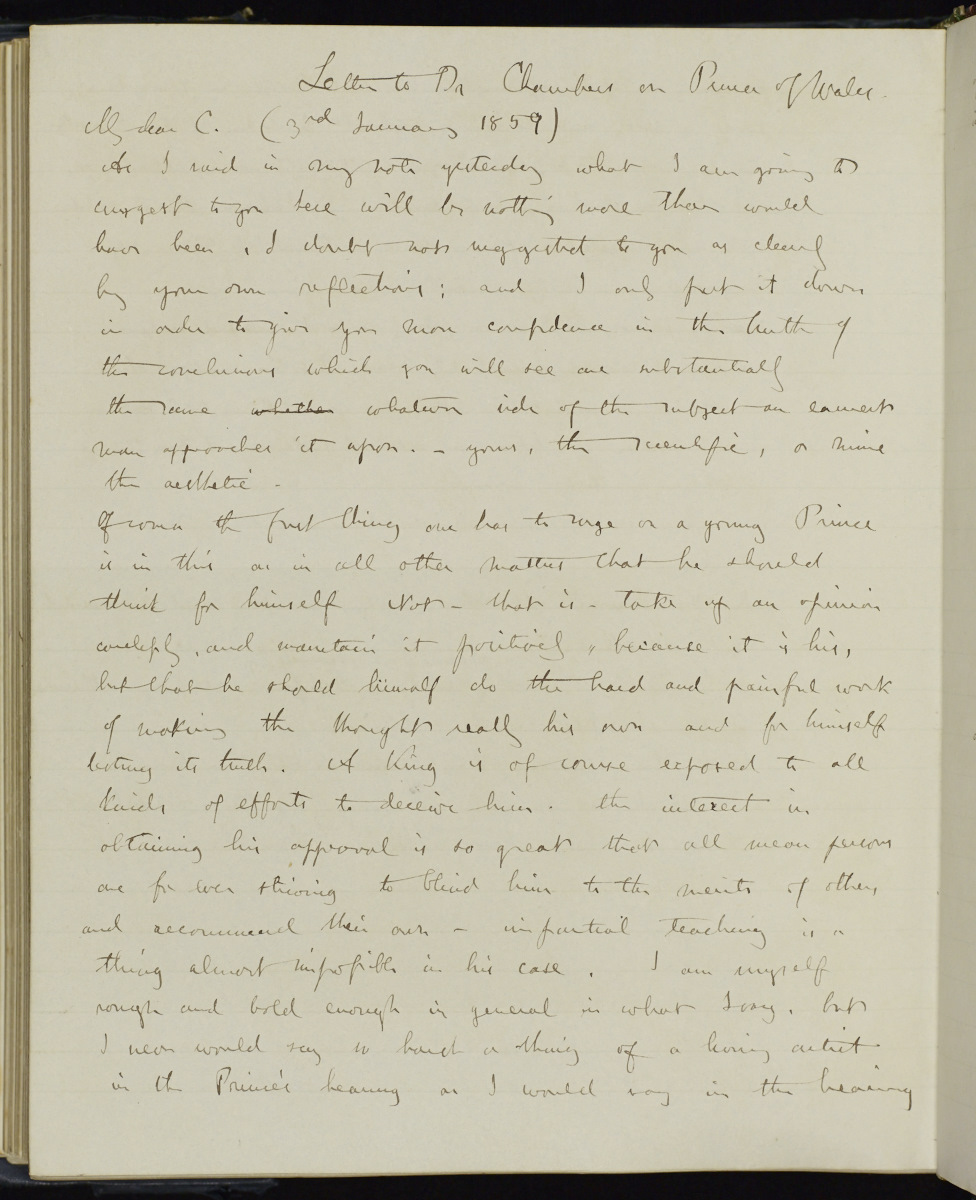 Letter to Dr Chambers on Prince of Wales.
My dear C. (3rd January 1859)
As I said in my note yesterday what I am going to
suggest to you here will be nothing more than would
have been, I doubt not suggested to you as clearly
by your own reflections; and I only put it down
in order to give you more confidence in the truth of
the conclusions which you will see are substantially
the same whether whatever side of the subject an earnest
man approaches it upon. - yours, the scientific, or mine
the aesthetic -
Of course the first thing one has to urge on a young Prince
is in this as in all other matters that he should
think for himself Not - that is - take up an opinion
carelessly, and maintain it positively, because it is his,
but that he should himself do the hard and painful work
of making the thought really his own and for himself
testing its truth. A King is of course exposed to all
kinds of efforts to deceive him. the interest in
obtaining his approval is so great that all mean persons
are for ever striving to blind him to the merits of others
and recommend their own - impartial teaching is a
thing almost impossible in his case. I am myself
rough and bold enough in general in what I say, but
I never would say so harsh a thing of a living artist
in the Prince's hearing as I would say in the hearing